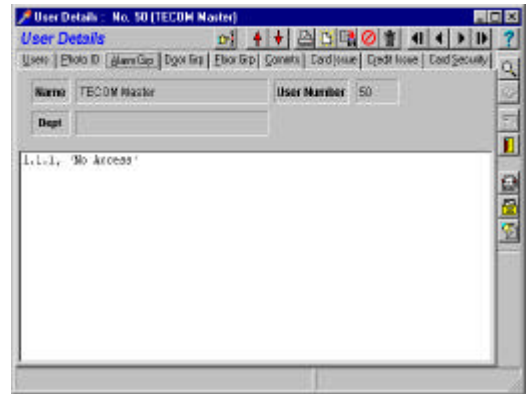 User Details : No. 50 (TECOM Master)
User Details
Users Photo ID Alarm Grp Door Grp Floor Grp Comnts Card Issue Credit Issue Card Security
Name TECOM Master User Number 50
Dept
1.1.1, 'No Access'